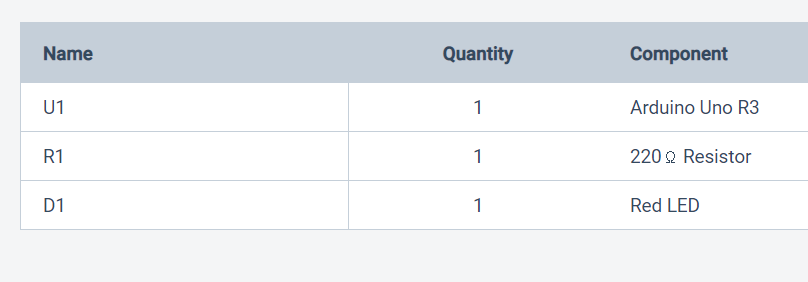 Name Quantity Component
U1 1 Arduino Uno R3
R1 1 220 Ω Resistor
D1 1 Red LED